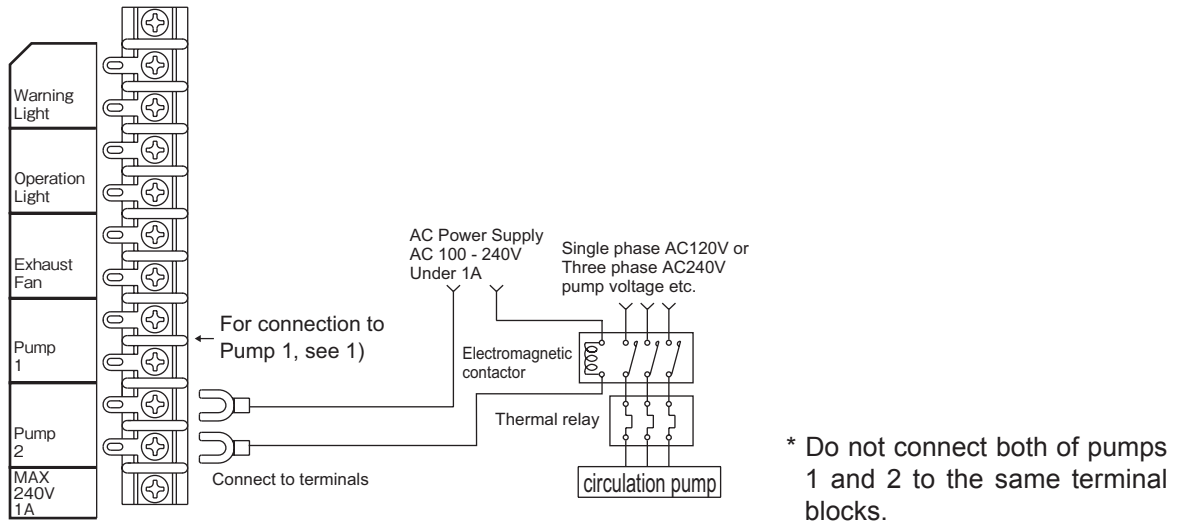 Warning
Light
Operation
Light
Exhaust
Fan
Pump
1
Pump
2
MAX
240V
1A
For connection to
Pump 1, see 1)
Connect to terminals
AC Power Supply
AC 100 - 240V
Under 1A
Single phase AC120V or
Three phase AC240V
pump voltage etc.
Electromagnetic
contactor
Thermal relay
circulation pump
* Do not connect both of pumps
1 and 2 to the same terminal
blocks.